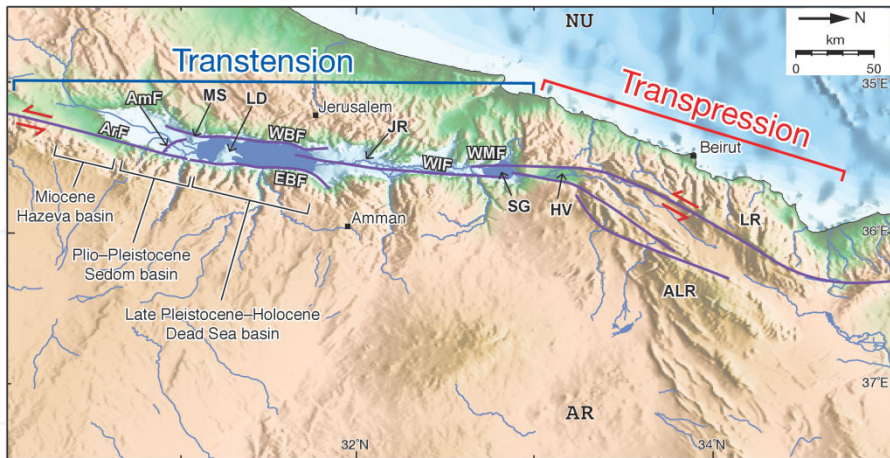 NU
N
km
0
50
Transtension
Transpression
35°E
AmF
MS
LD
Jerusalem
WBF
JR
ArF
Beirut
WIF
WMF
EBF
SG
HV
LR
Miocene
Hazeva basin
Amman
36°E
Plio–Pleistocene
Sedom basin
ALR
Late Pleistocene–Holocene
Dead Sea basin
37°E
AR
32°N
34°N